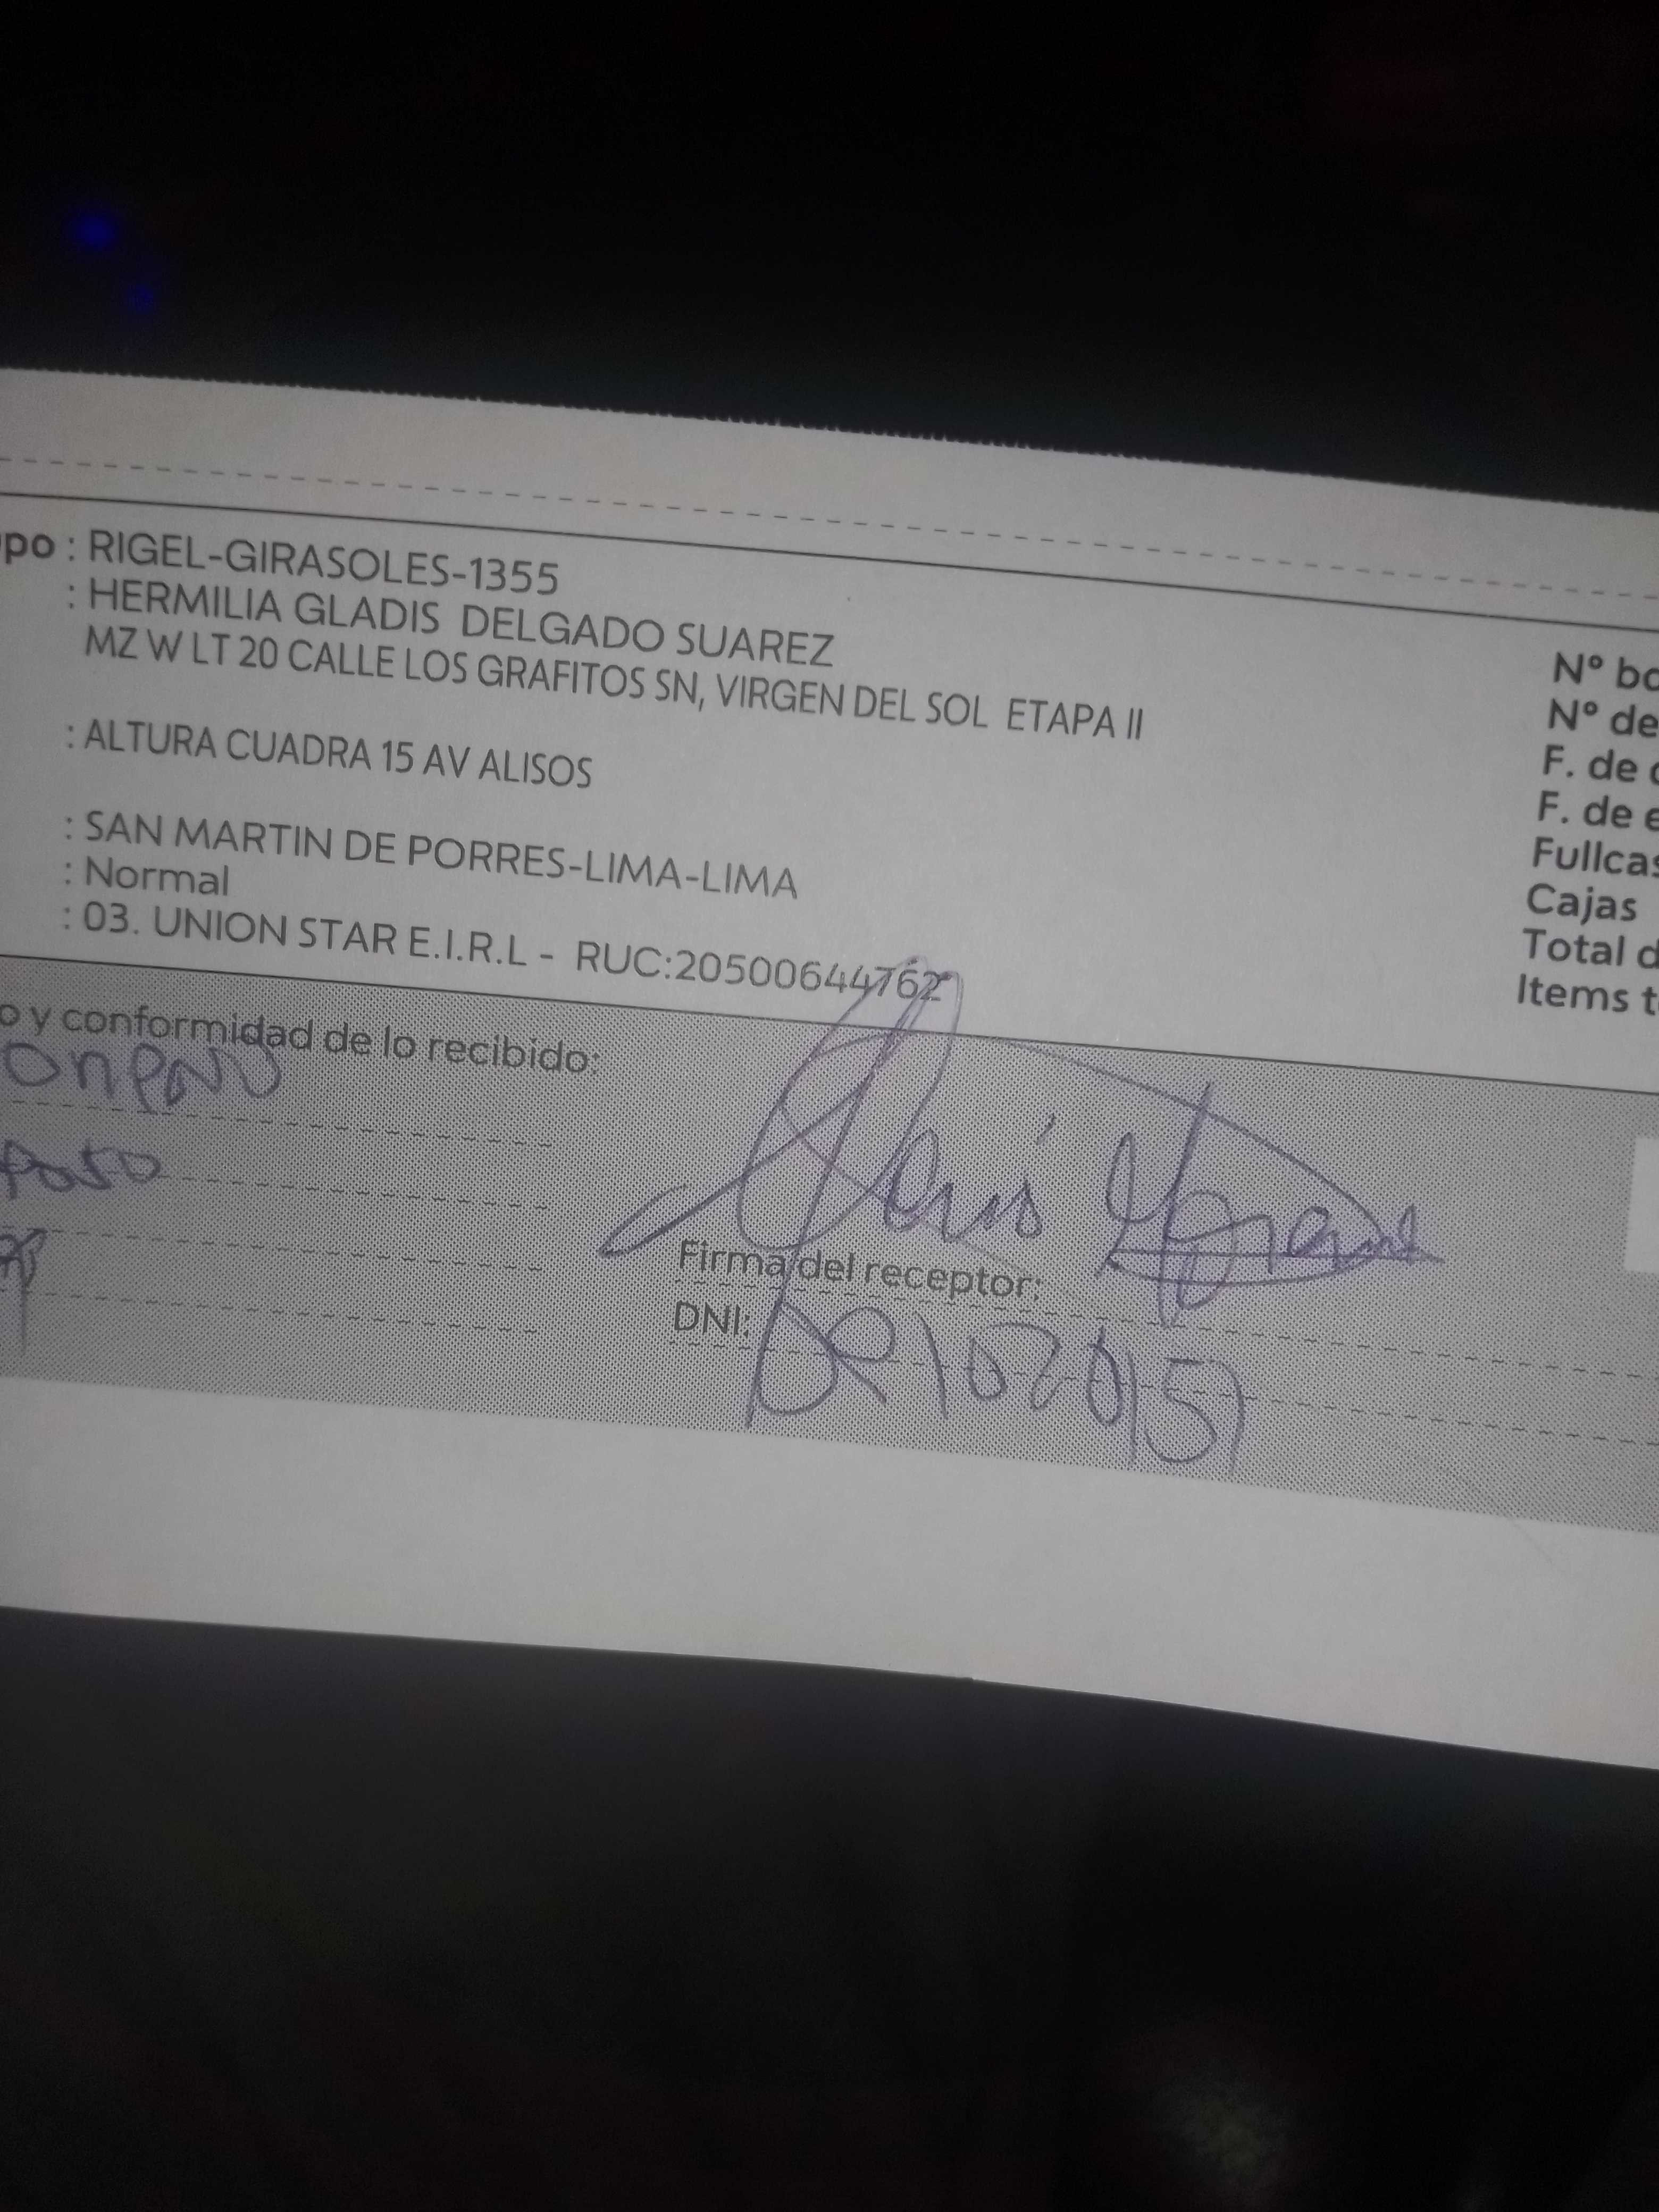 po : RIGEL-GIRASOLES-1355
: HERMILIA GLADIS DELGADO SUAREZ
MZ W LT 20 CALLE LOS GRAFITOS SN, VIRGEN DEL SOL ETAPA II
: ALTURA CUADRA 15 AV ALISOS
: SAN MARTIN DE PORRES-LIMA-LIMA
: Normal
: 03. UNION STAR E.I.R.L - RUC:20500644762
Nº bo
Nº de
F. de
F. de e
Fullcas
Cajas
Total d
Items t
o y conformidad de lo recibido:
Firma del receptor:
DNI: